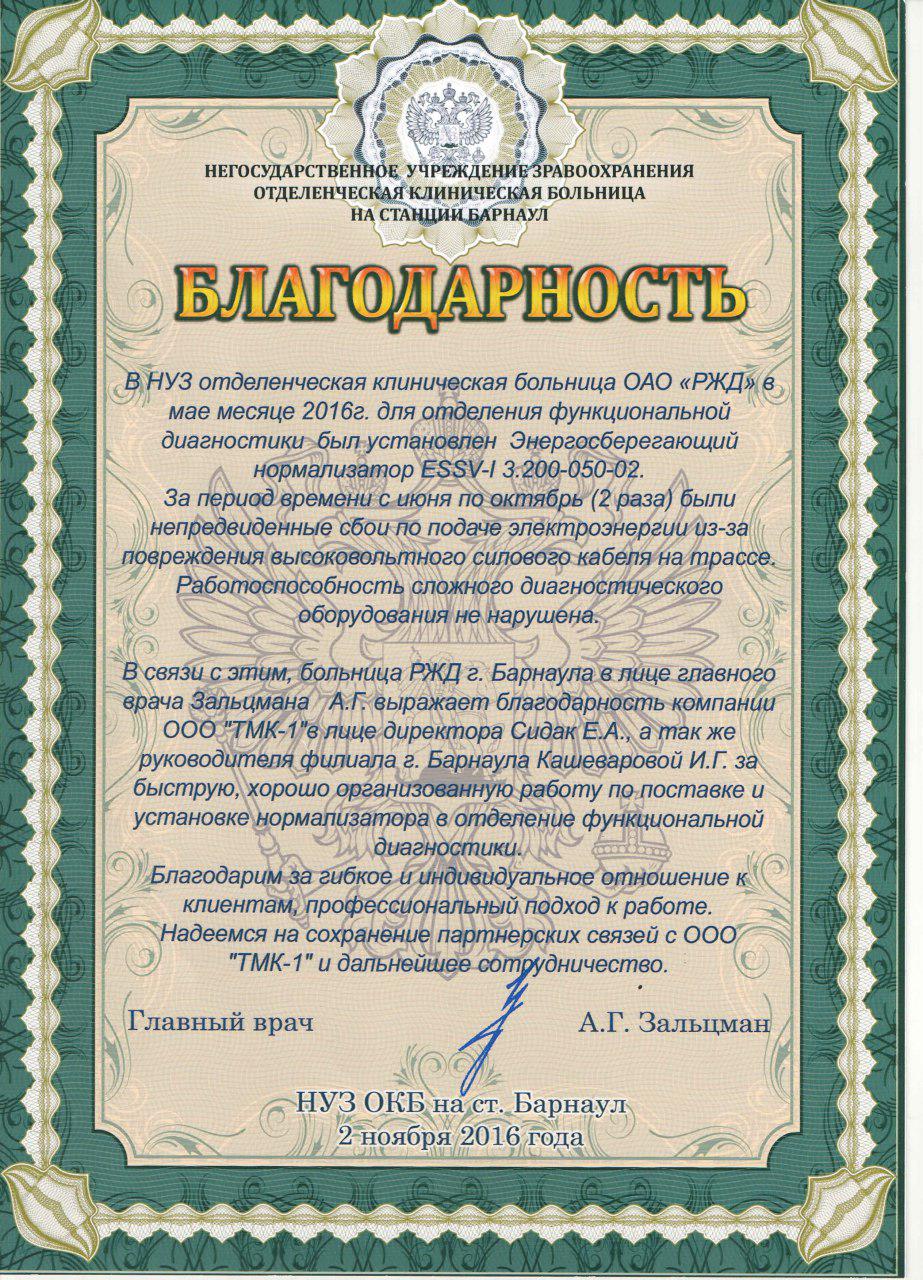 НЕГОСУДАРСТВЕННОЕ УЧРЕЖДЕНИЕ ЗРАВООХРАНЕНИЯ
ОТДЕЛЕНЧЕСКАЯ КЛИНИЧЕСКАЯ БОЛЬНИЦА
НА СТАНЦИИ БАРНАУЛ
БЛАГОДАРНОСТЬ
В НУЗ отделенческая клиническая больница ОАО «РЖД» в
мае месяце 2016г. для отделения функциональной
диагностики был установлен Энергосберегающий
нормализатор ESSV-I 3.200-050-02.
За период времени с июня по октябрь (2 раза) были
непредвиденные сбои по подаче электроэнергии из-за
повреждения высоковольтного силового кабеля на трассе.
Работоспособность сложного диагностического
оборудования не нарушена.
В связи с этим, больница РЖД г. Барнаула в лице главного
врача Зальцмана А.Г. выражает благодарность компании
ООО "ТМК-1"в лице директора Сидак Е.А., а так же
руководителя филиала г. Барнаула Кашеваровой И.Г. за
быструю, хорошо организованную работу по поставке и
установке нормализатора в отделение функциональной
диагностики.
Благодарим за гибкое и индивидуальное отношение к
клиентам, профессиональный подход к работе.
Надеемся на сохранение партнерских связей с ООО
"ТМК-1" и дальнейшее сотрудничество.
Главный врач А.Г. Зальцман
НУЗ ОКБ на ст. Барнаул
2 ноября 2016 года